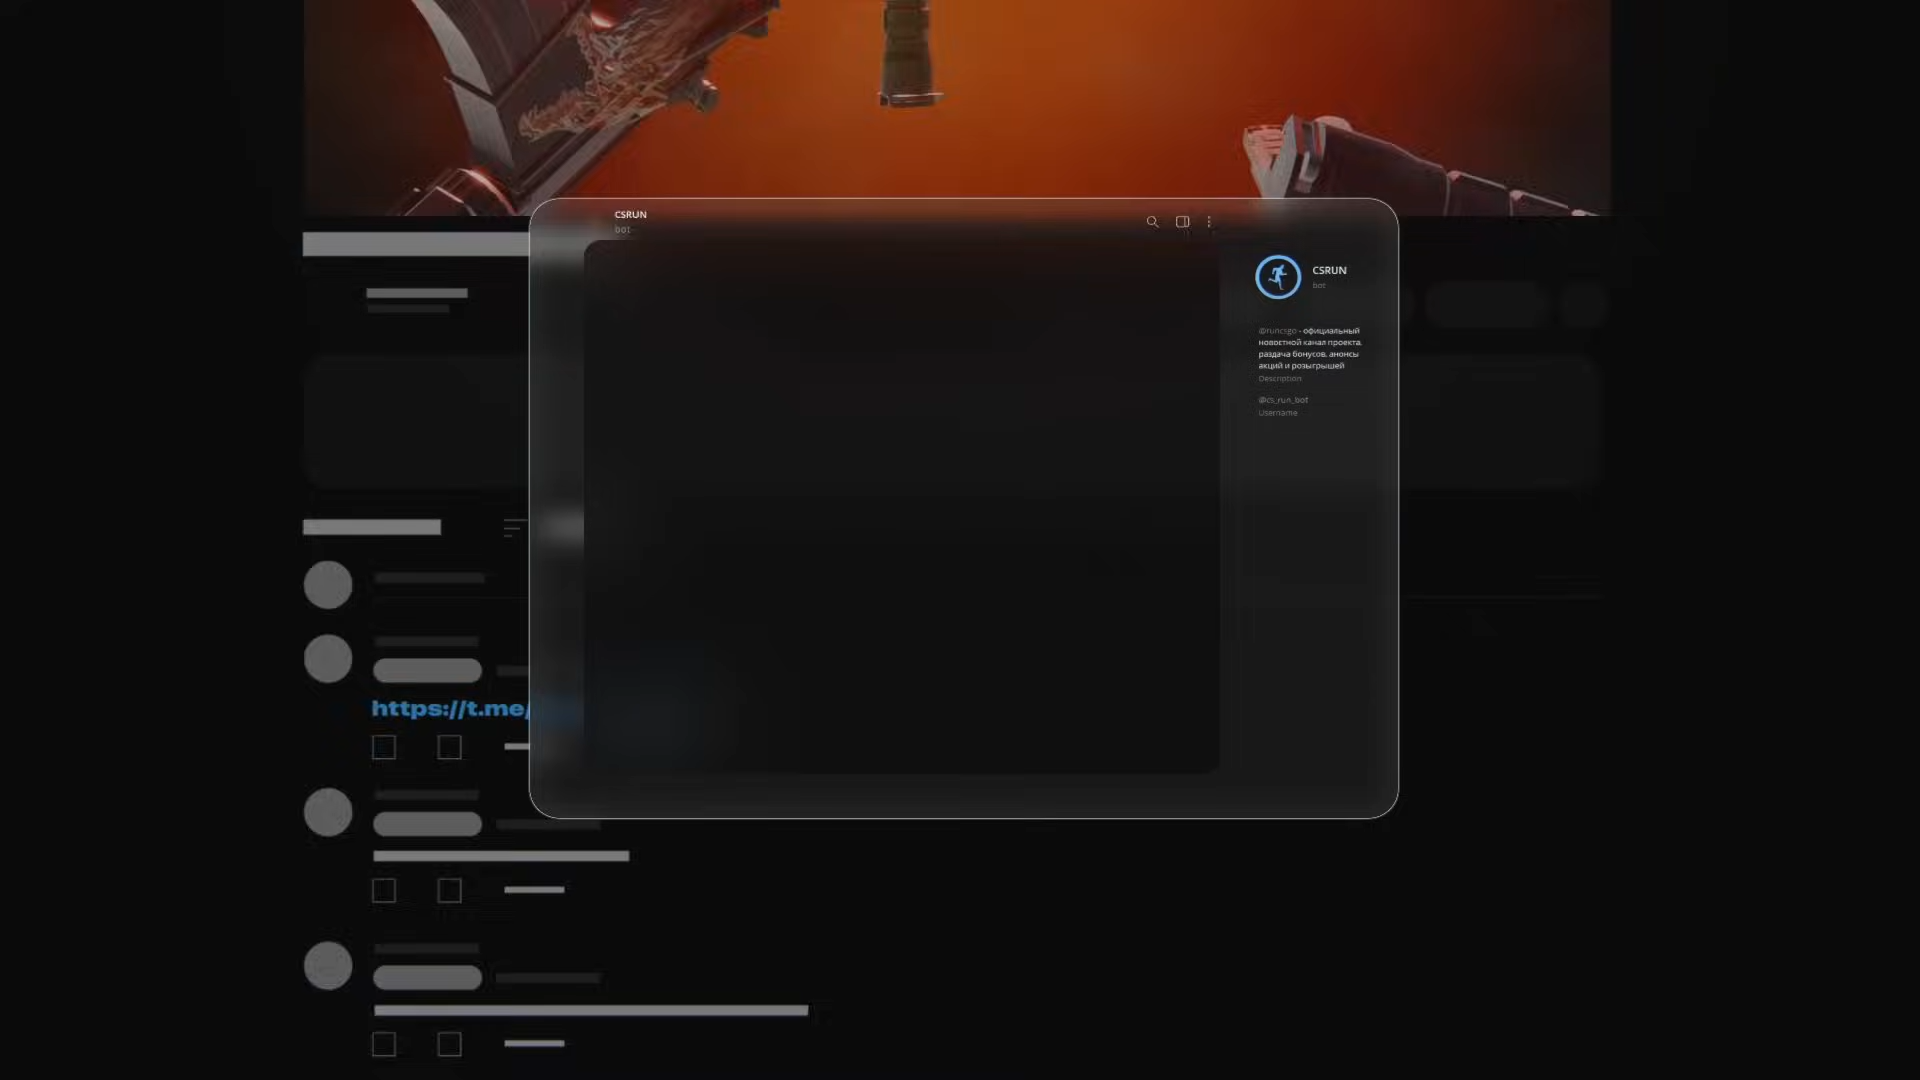 CSRUN
bot
CSRUN
bot
@runcsgo - официальный
новостной канал проекта,
раздача бонусов, анонсы
акций и розыгрышей
Description
@cs_run_bot
Username
https://t.me/